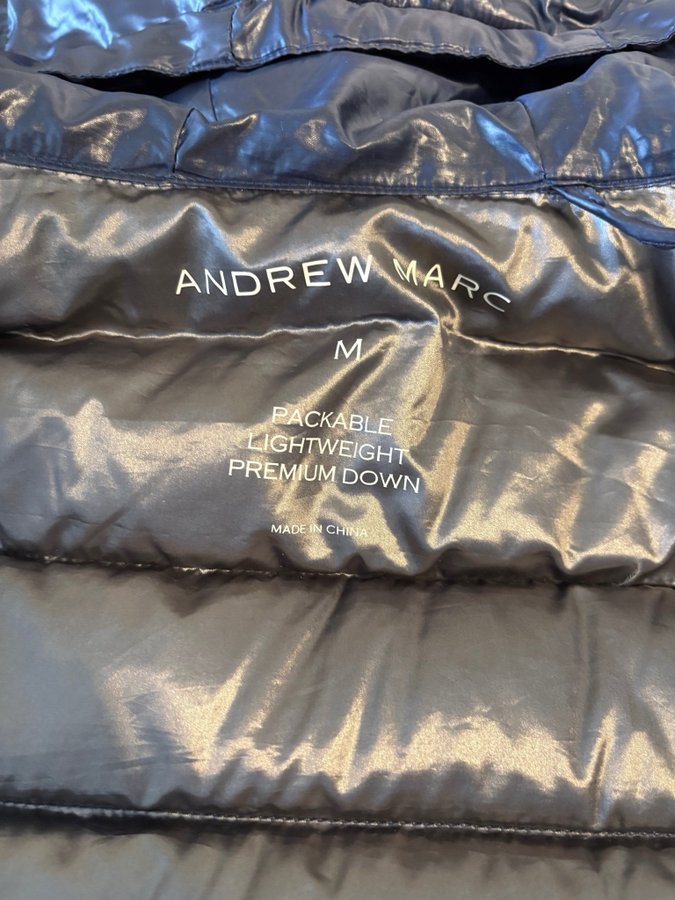 ANDREW MARC
M
PACKABLE
LIGHTWEIGHT
PREMIUM DOWN
MADE IN CHINA